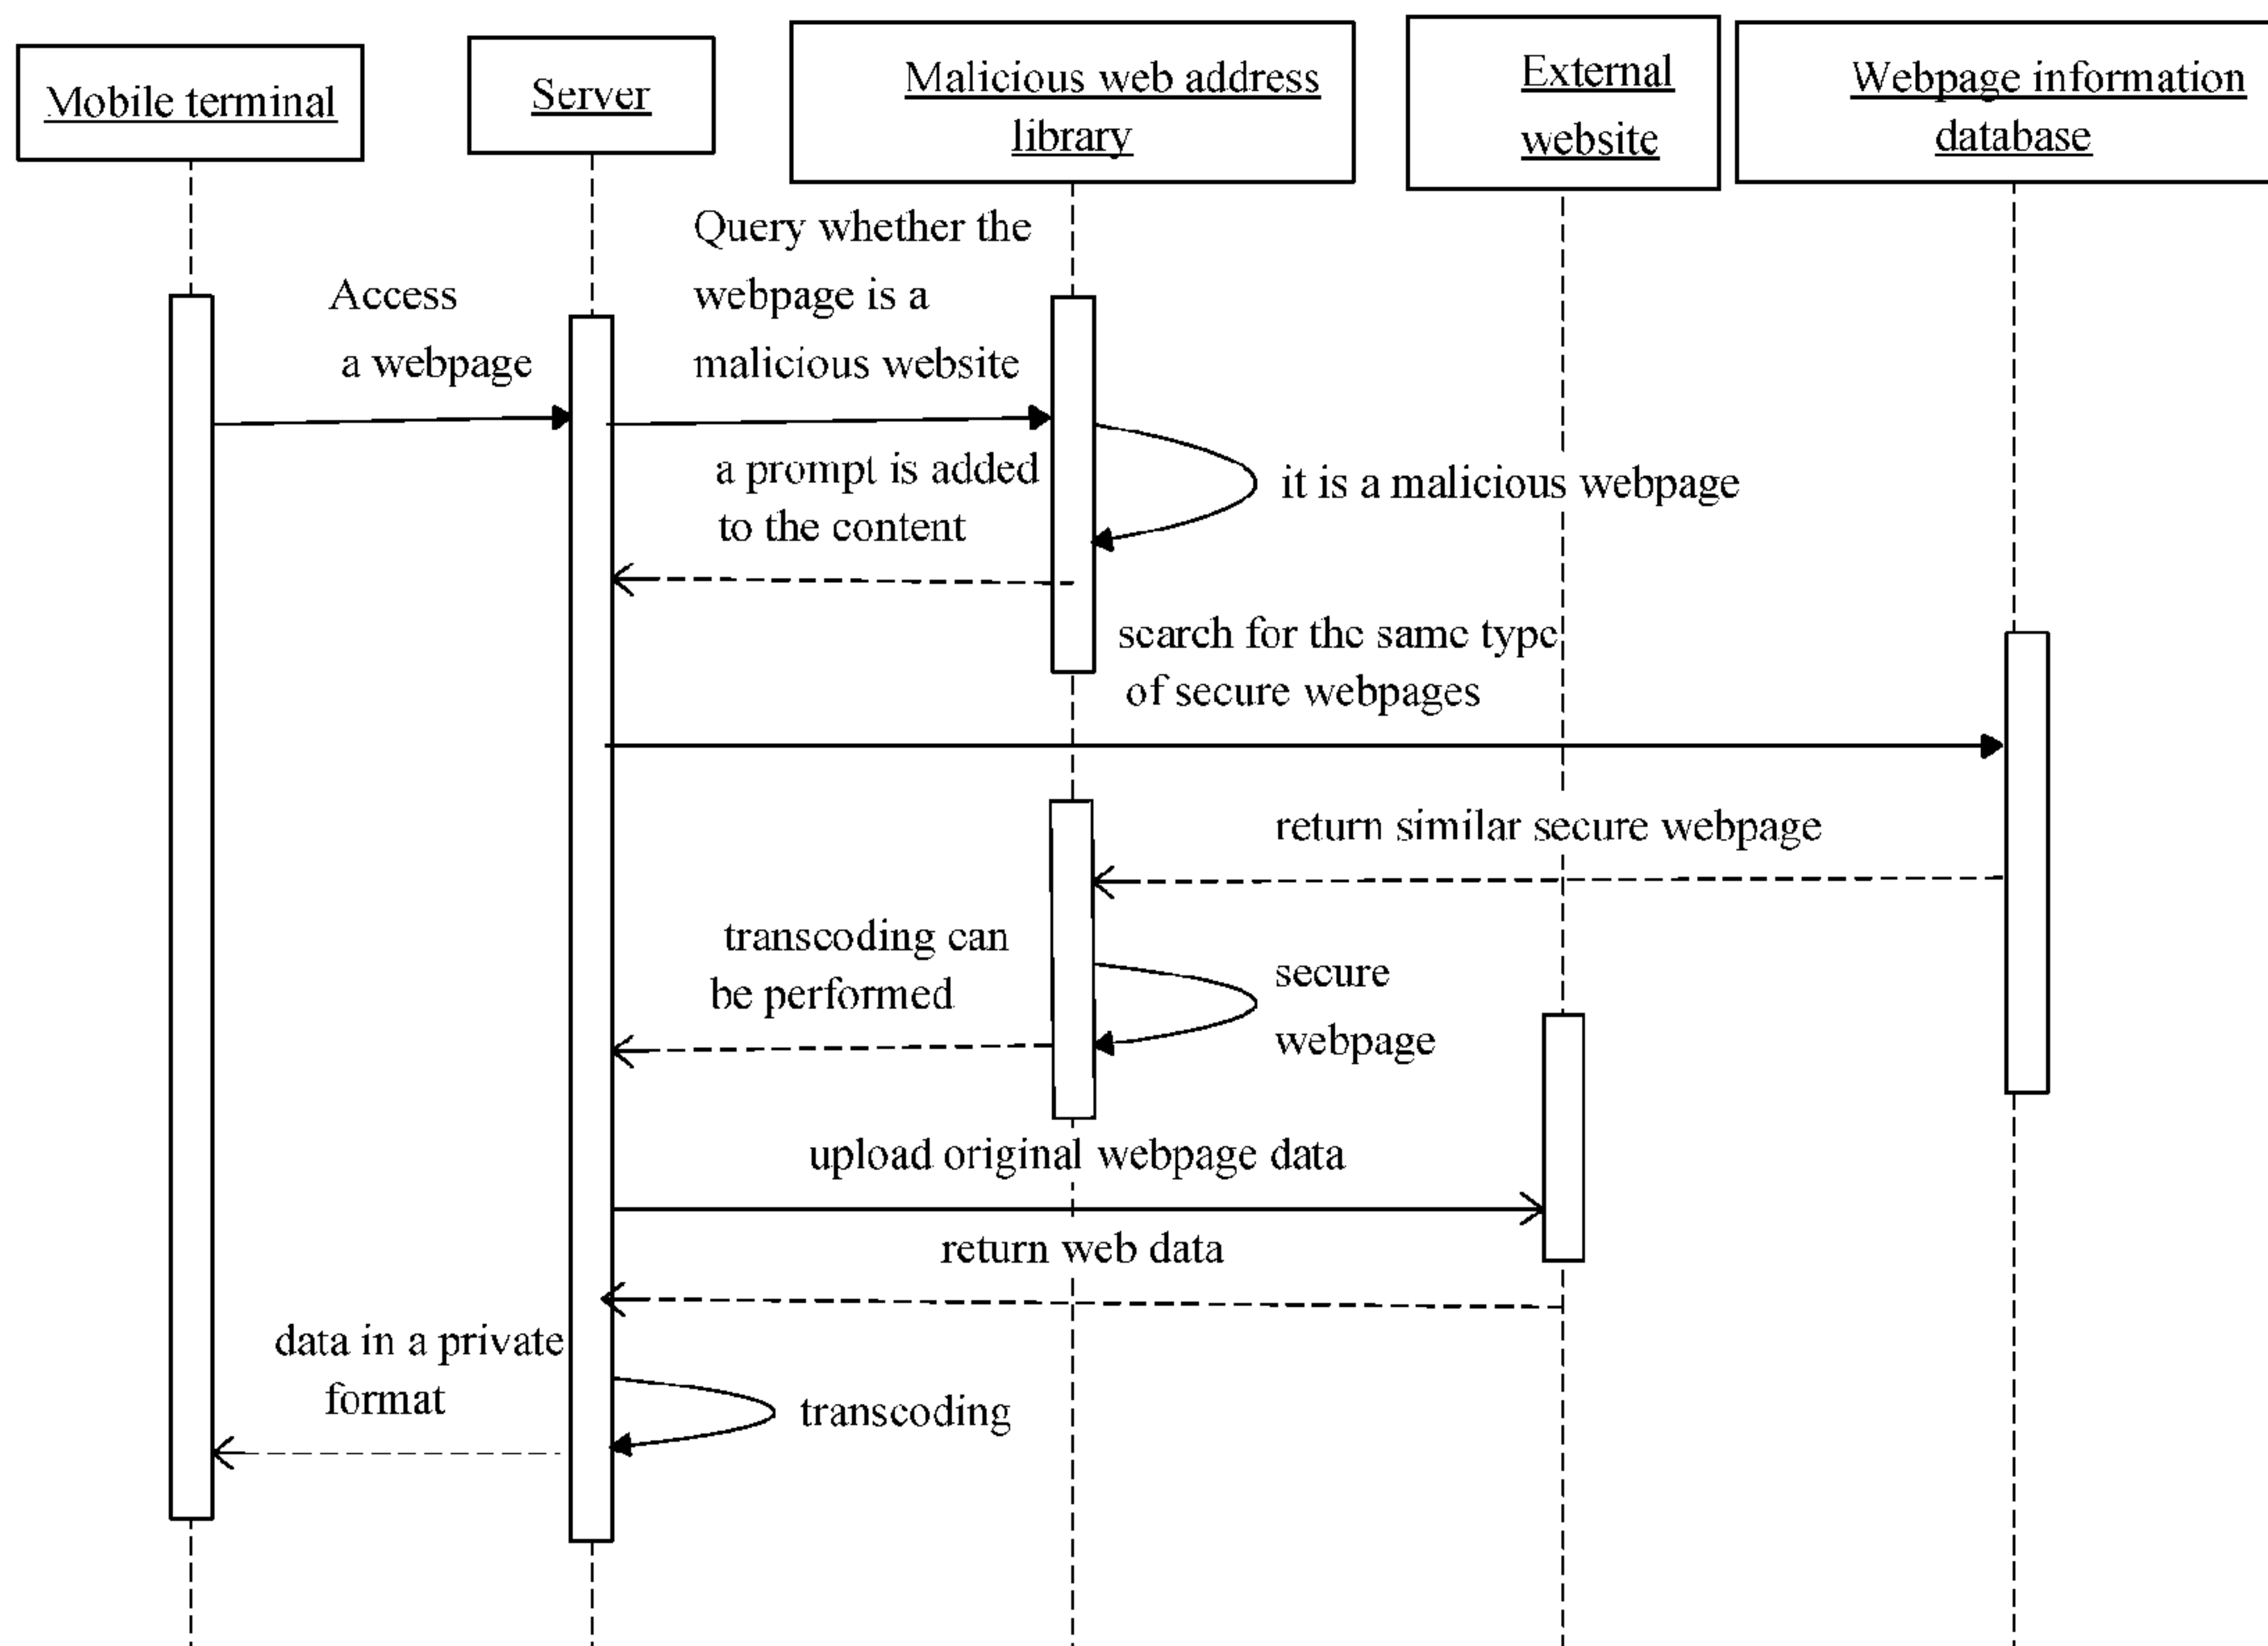 Mobile terminal
Server
Malicious web address
library
External
website
Webpage information
database
Query whether the
webpage is a
malicious website
Access
a webpage
a prompt is added
to the content
it is a malicious webpage
search for the same type
of secure webpages
return similar secure webpage
transcoding can
be performed
secure
webpage
upload original webpage data
return web data
data in a private
format
transcoding